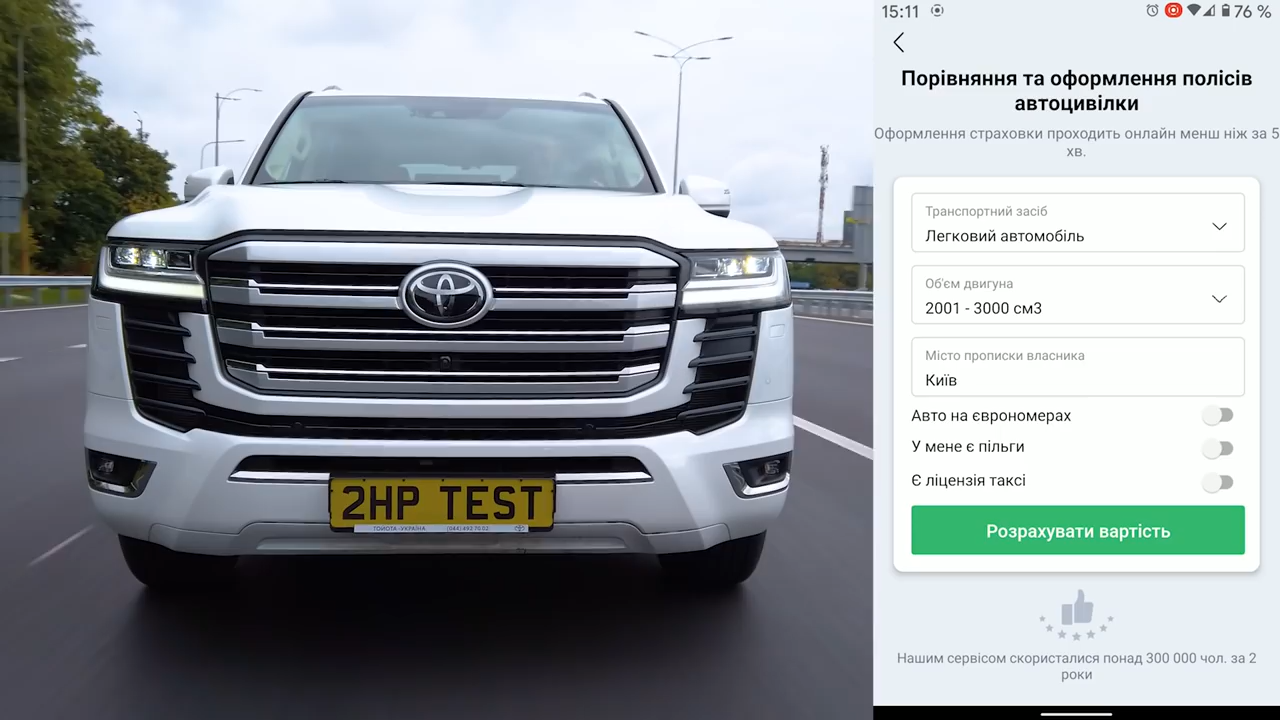 2HP TEST
ТОЙОТА-УКРАЇНА (044) 493 70 02
15:11
76 %
Порівняння та оформлення полісів
автоцивілки
Оформлення страховки проходить онлайн менш ніж за 5
хв.
Транспортний засіб
Легковий автомобіль
Об'єм двигуна
2001 - 3000 см3
Місто прописки власника
Київ
Авто на єврономерах
У мене є пільги
Є ліцензія таксі
Розрахувати вартість
Нашим сервісом скористалися понад 300 000 чол. за 2
роки